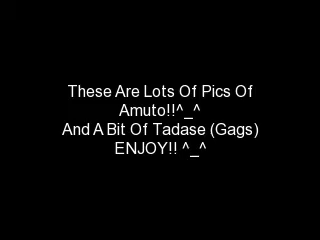 These Are Lots Of Pics Of
Amuto!!^_^
And A Bit Of Tadase (Gags)
ENJOY!! ^_^